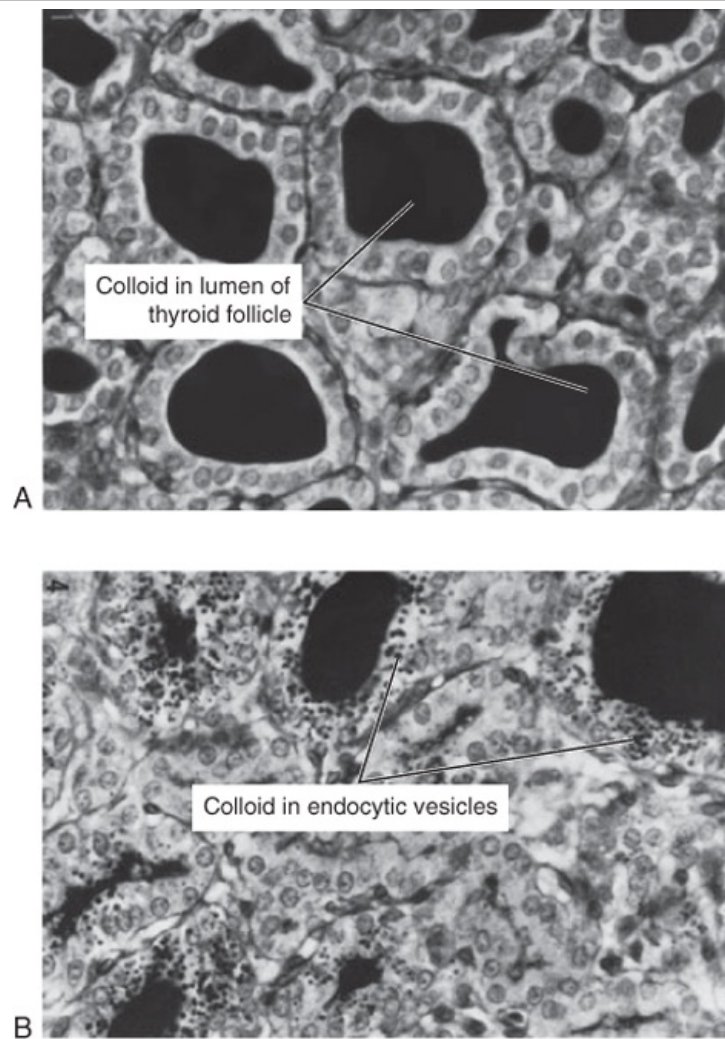 Colloid in lumen of
thyroid follicle
A
Colloid in endocytic vesicles
B